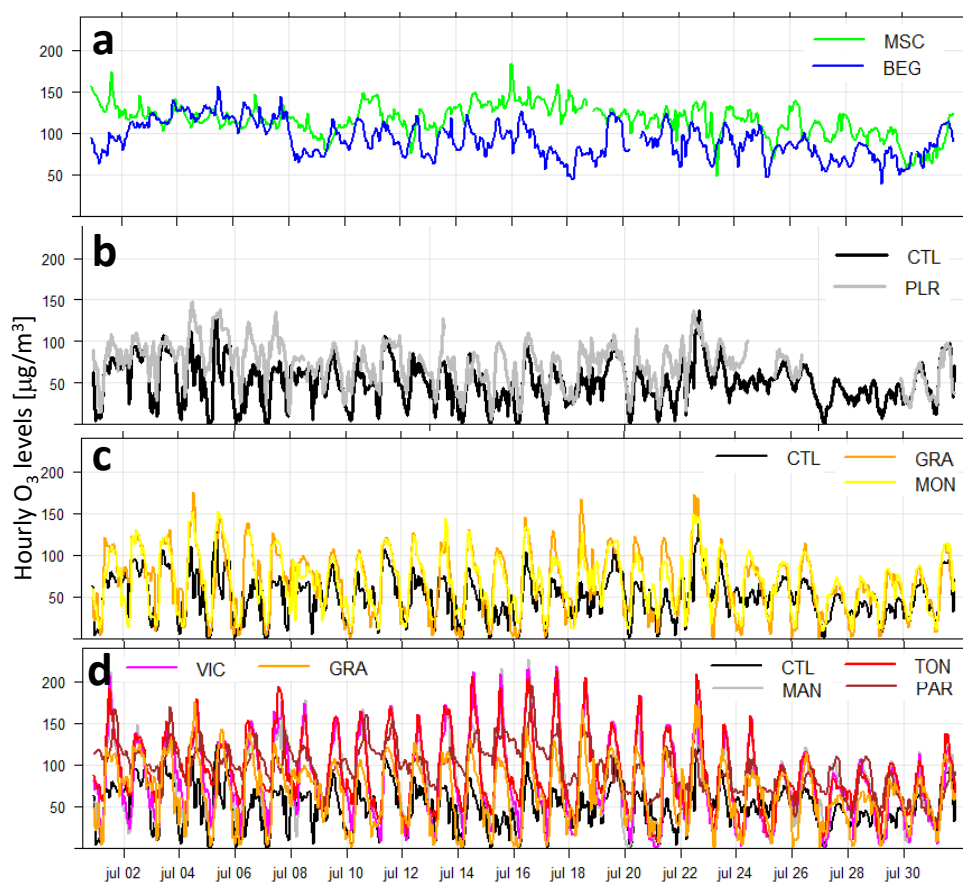 Hourly O3 levels [µg/m³]
a
MSC
BEG
200
150
100
50
b
CTL
PLR
200
150
100
50
c
CTL GRA
MON
200
150
100
50
d
VIC GRA CTL TON
MAN PAR
200
150
100
50
jul 02 jul 04 jul 06 jul 08 jul 10 jul 12 jul 14 jul 16 jul 18 jul 20 jul 22 jul 24 jul 26 jul 28 jul 30